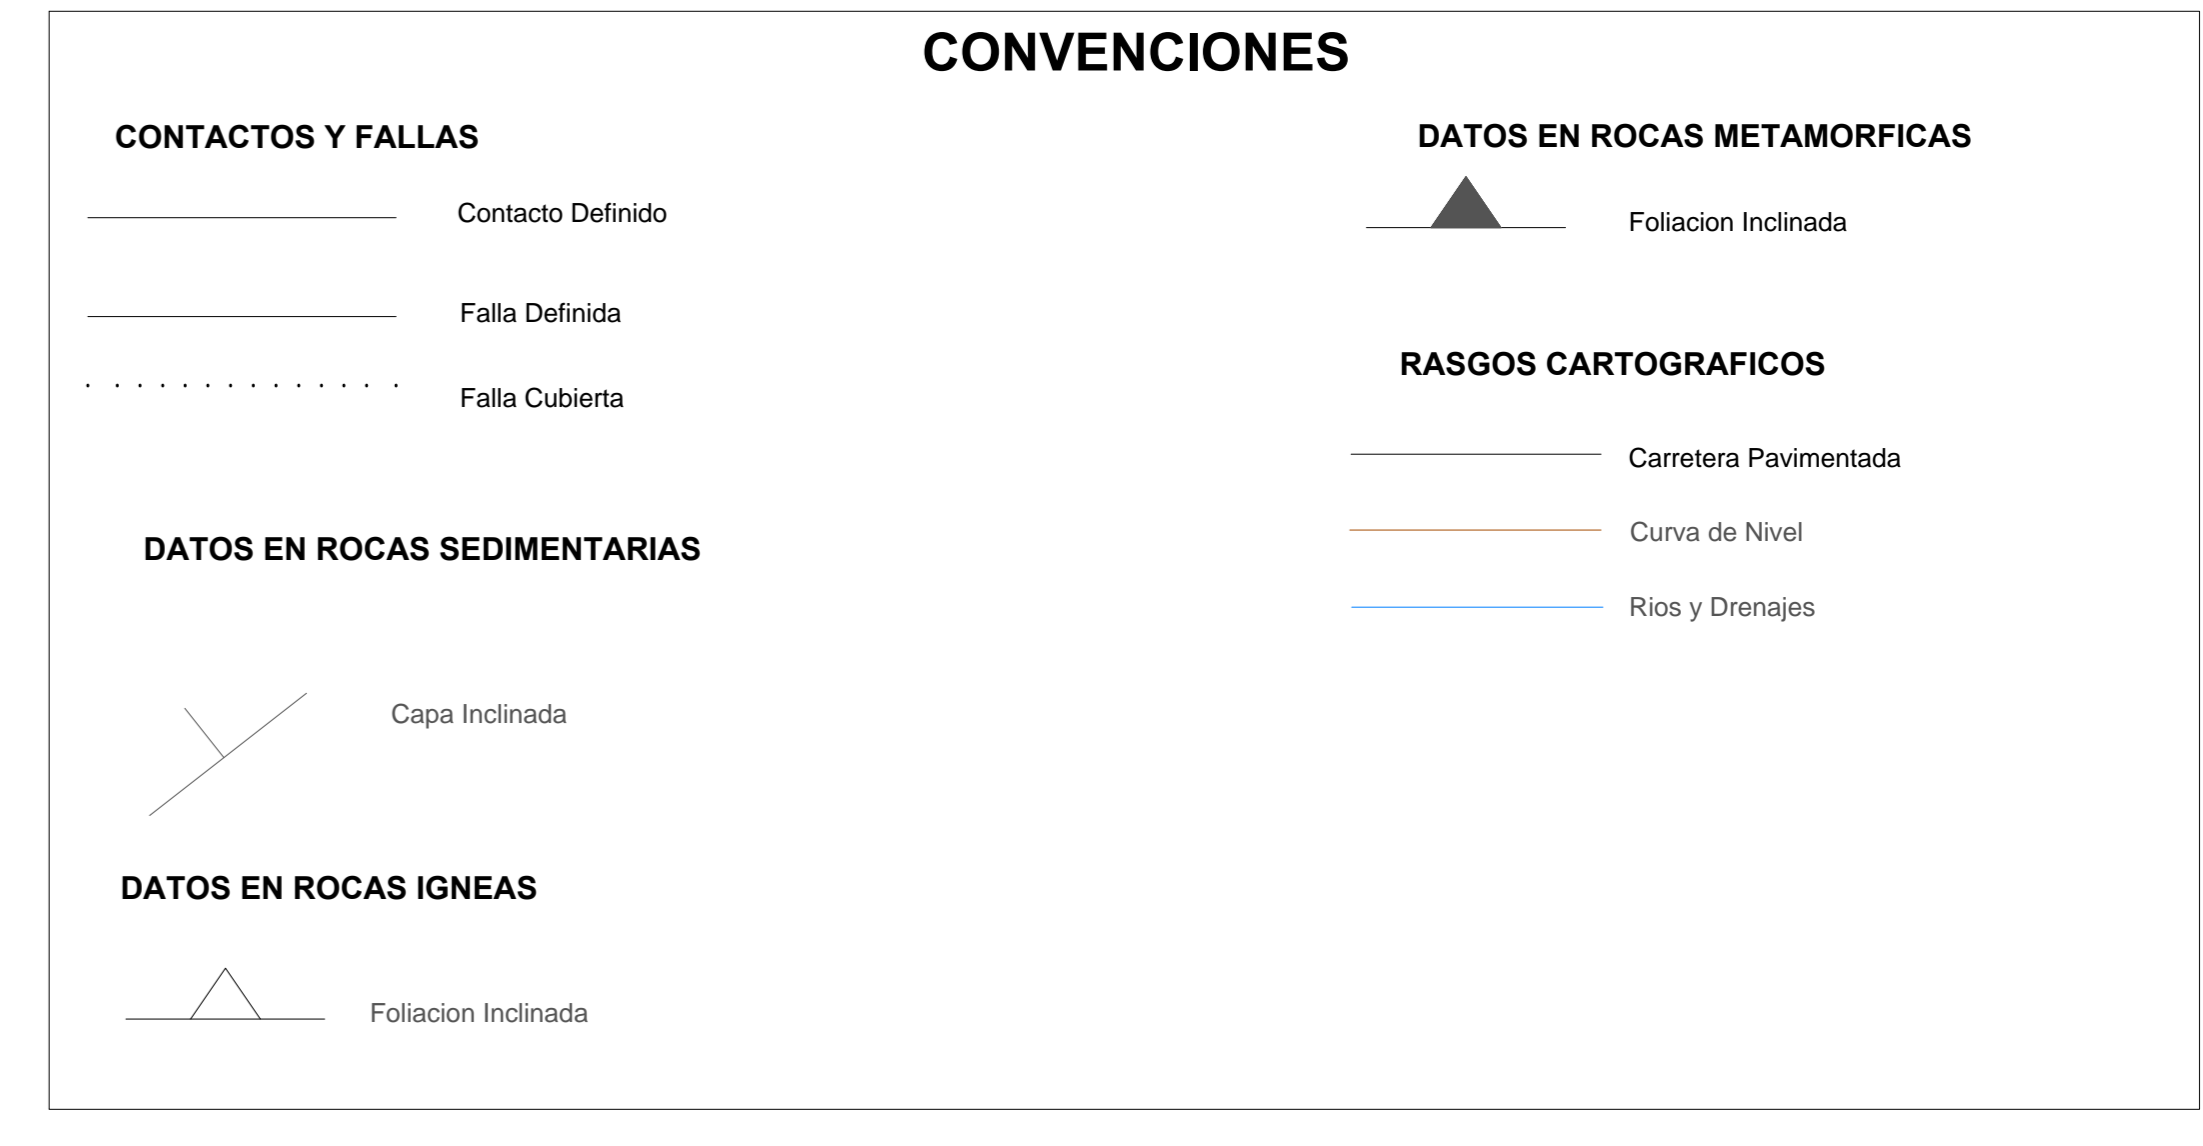 CONVENCIONES
CONTACTOS Y FALLAS
Contacto Definido
Falla Definida
Falla Cubierta
DATOS EN ROCAS SEDIMENTARIAS
Capa Inclinada
DATOS EN ROCAS IGNEAS
Foliacion Inclinada
DATOS EN ROCAS METAMORFICAS
Foliacion Inclinada
RASGOS CARTOGRAFICOS
Carretera Pavimentada
Curva de Nivel
Rios y Drenajes